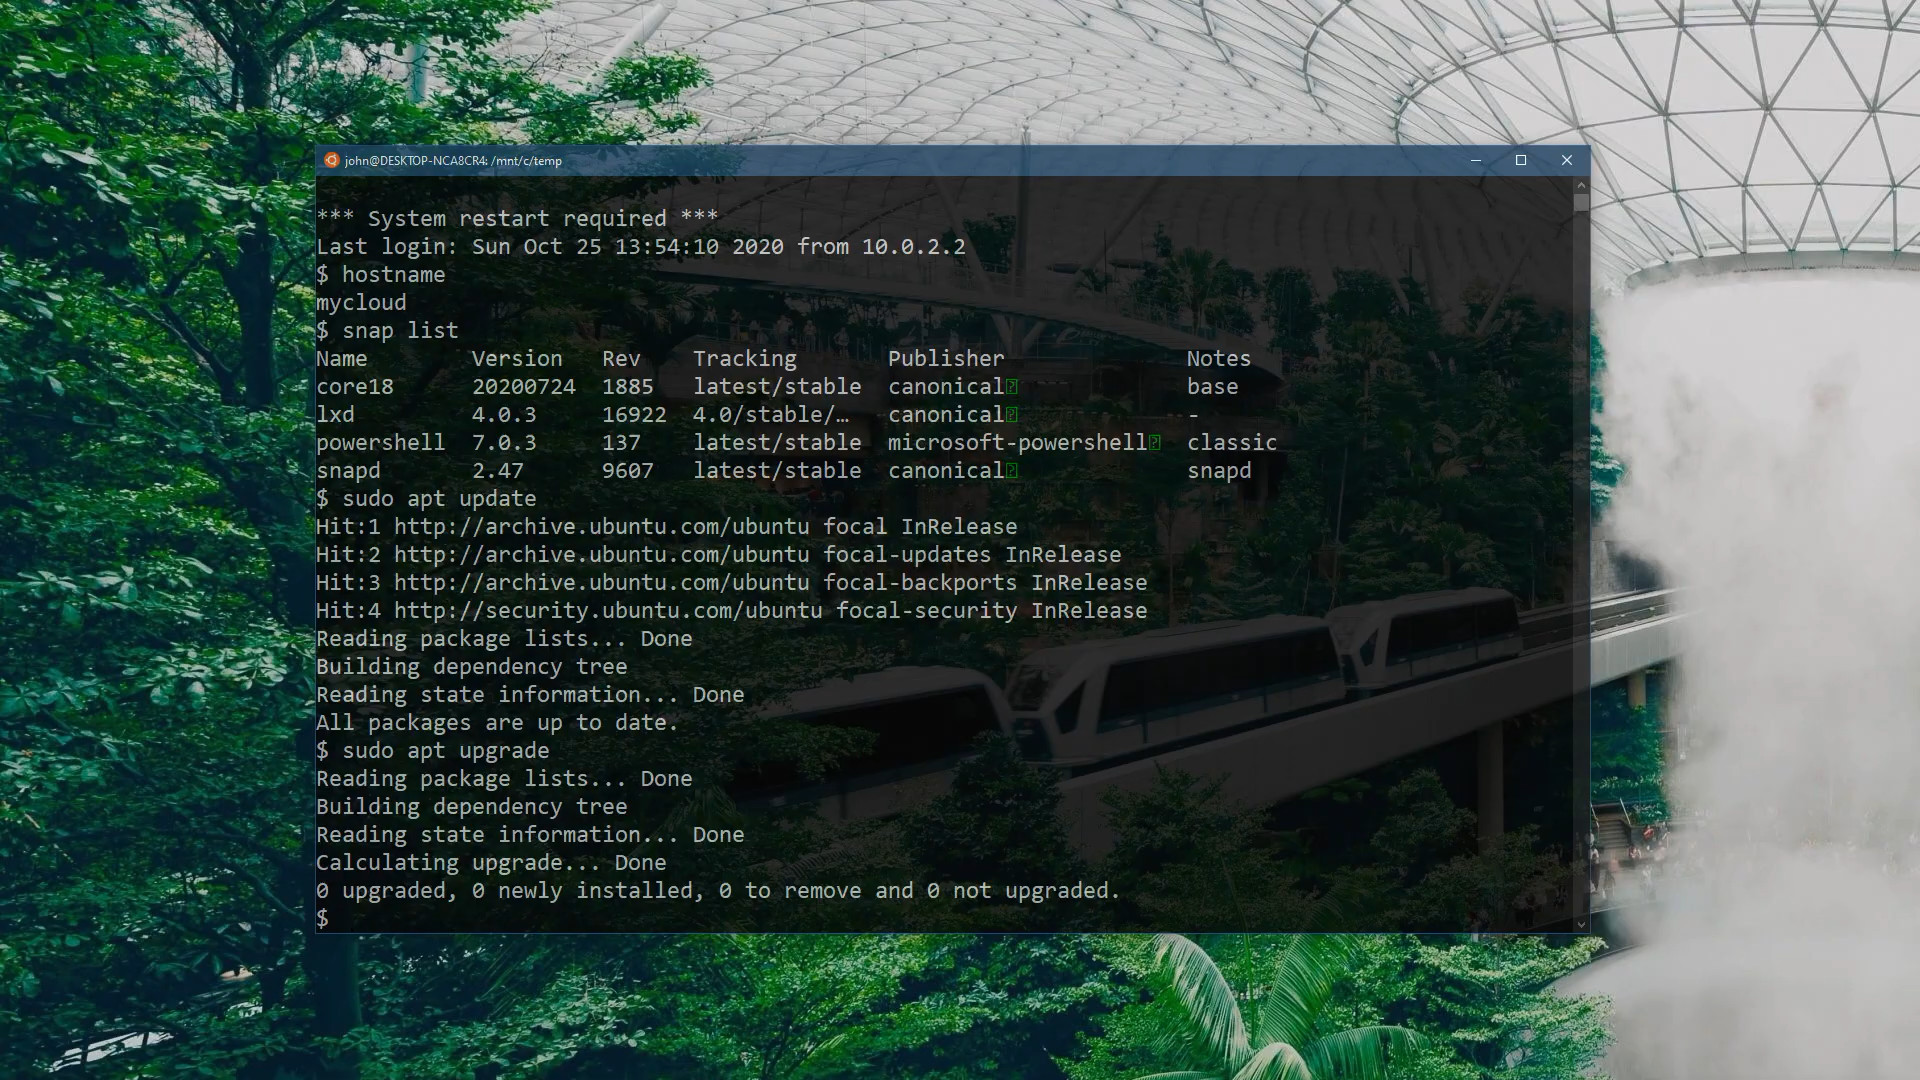 john@DESKTOP-NCA8CR4: /mnt/c/temp
*** System restart required ***
Last login: Sun Oct 25 13:54:10 2020 from 10.0.2.2
$ hostname
mycloud
$ snap list
Name        Version   Rev    Tracking       Publisher              Notes
core18      20200724  1885   latest/stable  canonical              base
lxd         4.0.3     16922  4.0/stable/…   canonical              -
powershell  7.0.3     137    latest/stable  microsoft-powershell   classic
snapd       2.47      9607   latest/stable  canonical              snapd
$ sudo apt update
Hit:1 http://archive.ubuntu.com/ubuntu focal InRelease
Hit:2 http://archive.ubuntu.com/ubuntu focal-updates InRelease
Hit:3 http://archive.ubuntu.com/ubuntu focal-backports InRelease
Hit:4 http://security.ubuntu.com/ubuntu focal-security InRelease
Reading package lists... Done
Building dependency tree
Reading state information... Done
All packages are up to date.
$ sudo apt upgrade
Reading package lists... Done
Building dependency tree
Reading state information... Done
Calculating upgrade... Done
0 upgraded, 0 newly installed, 0 to remove and 0 not upgraded.
$